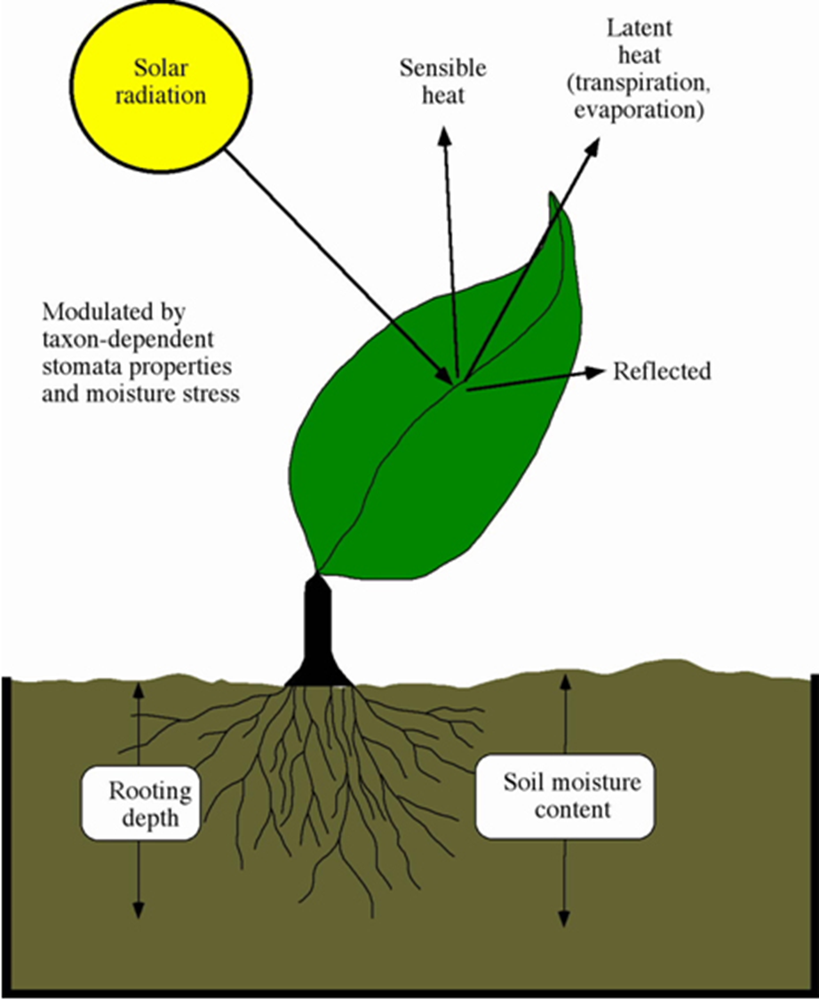 Solar
radiation
Sensible
heat
Latent
heat
(transpiration,
evaporation)
Modulated by
taxon-dependent
stomata properties
and moisture stress
Reflected
Rooting
depth
Soil moisture
content